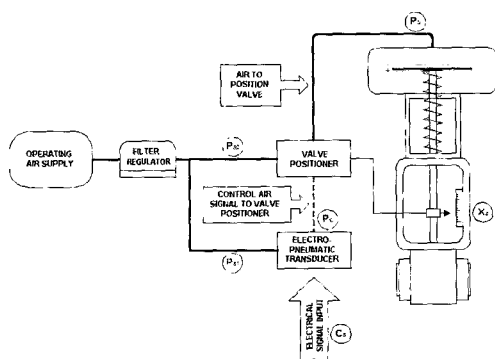 P₀
AIR TO
POSITION
VALVE
OPERATING
AIR SUPPLY
FILTER
REGULATOR
VALVE
POSITIONER
CONTROL AIR
SIGNAL TO VALVE
POSITIONER
ELECTRO-
PNEUMATIC
TRANSDUCER
ELECTRICAL
SIGNAL INPUT